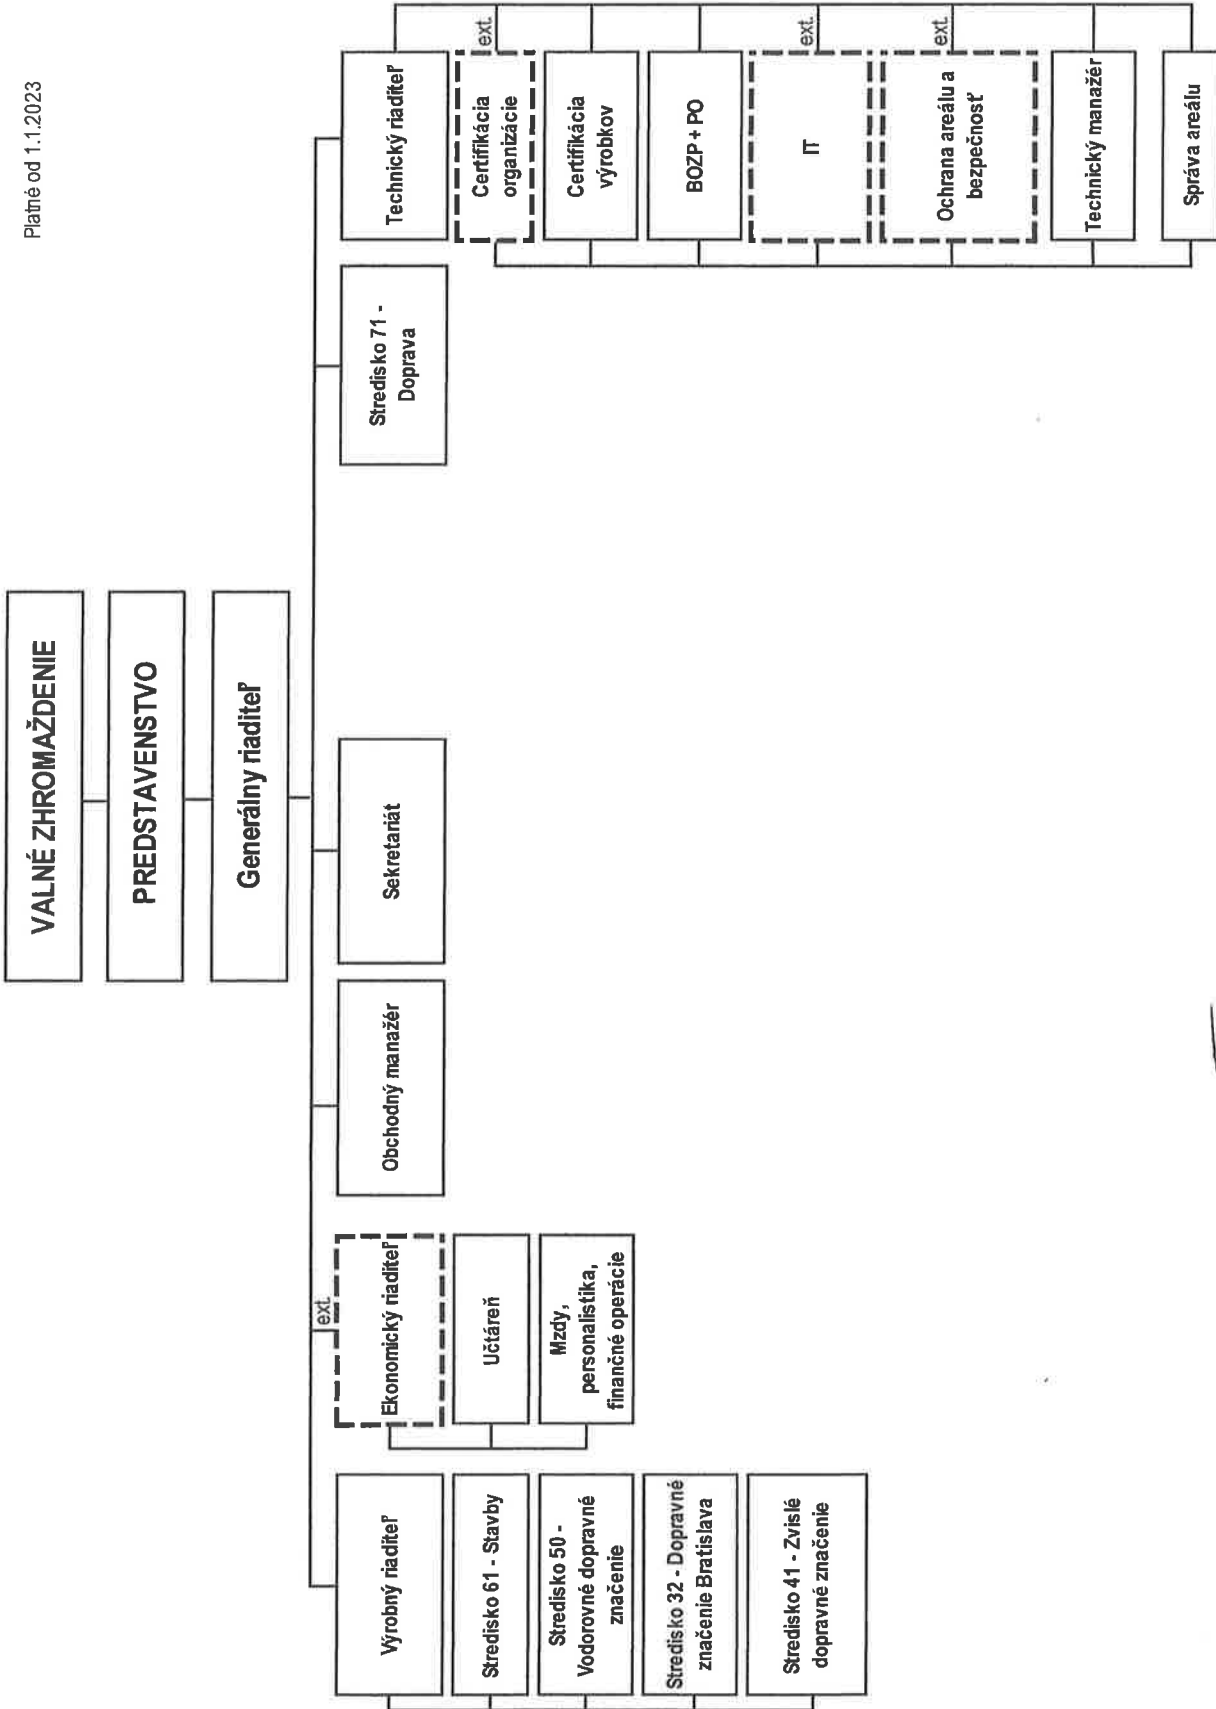 Platné od 1.1.2023
VALNÉ ZHROMAŽDENIE
PREDSTAVENSTVO
Generálny riaditeľ
Výrobný riaditeľ
Stredisko 61 - Stavby
Stredisko 50 -
Vodorovné dopravné
značenie
Stredisko 32 - Dopravné
značenie Bratislava
Stredisko 41 - Zvislé
dopravné značenie
ext.
Ekonomický riaditeľ
Učtáreň
Mzdy,
personalistika,
finančné operácie
Obchodný manažér
Sekretariát
Stredisko 71 -
Doprava
Technický riaditeľ
ext.
Certifikácia
organizácie
Certifikácia
výrobkov
BOZP + PO
ext.
IT
ext.
Ochrana areálu a
bezpečnosť
Technický manažér
Správa areálu